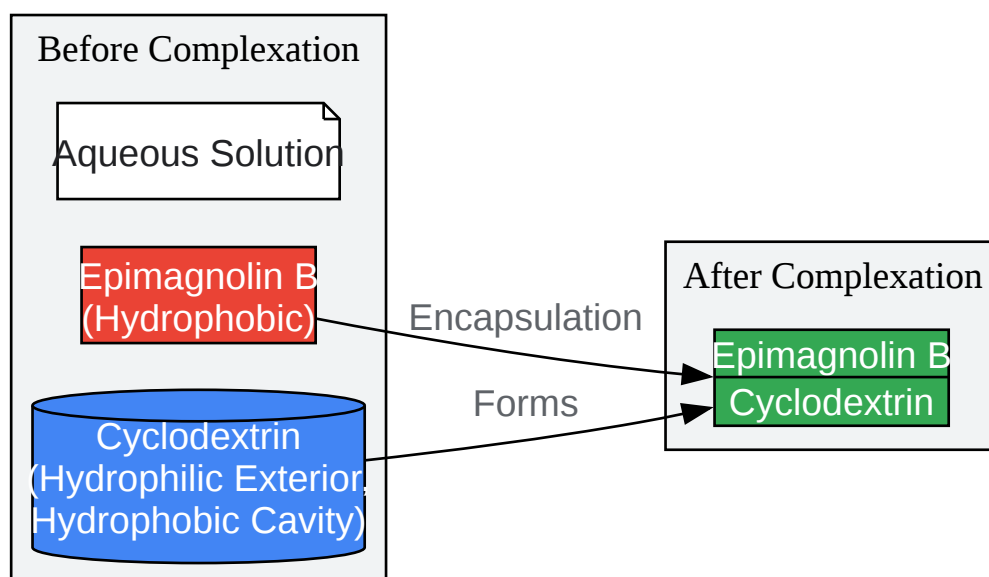 Before Complexation
Aqueous Solution
Epimagnolin B
(Hydrophobic)
Cyclodextrin
(Hydrophilic Exterior,
Hydrophobic Cavity)
Encapsulation
Forms
After Complexation
Epimagnolin B
Cyclodextrin